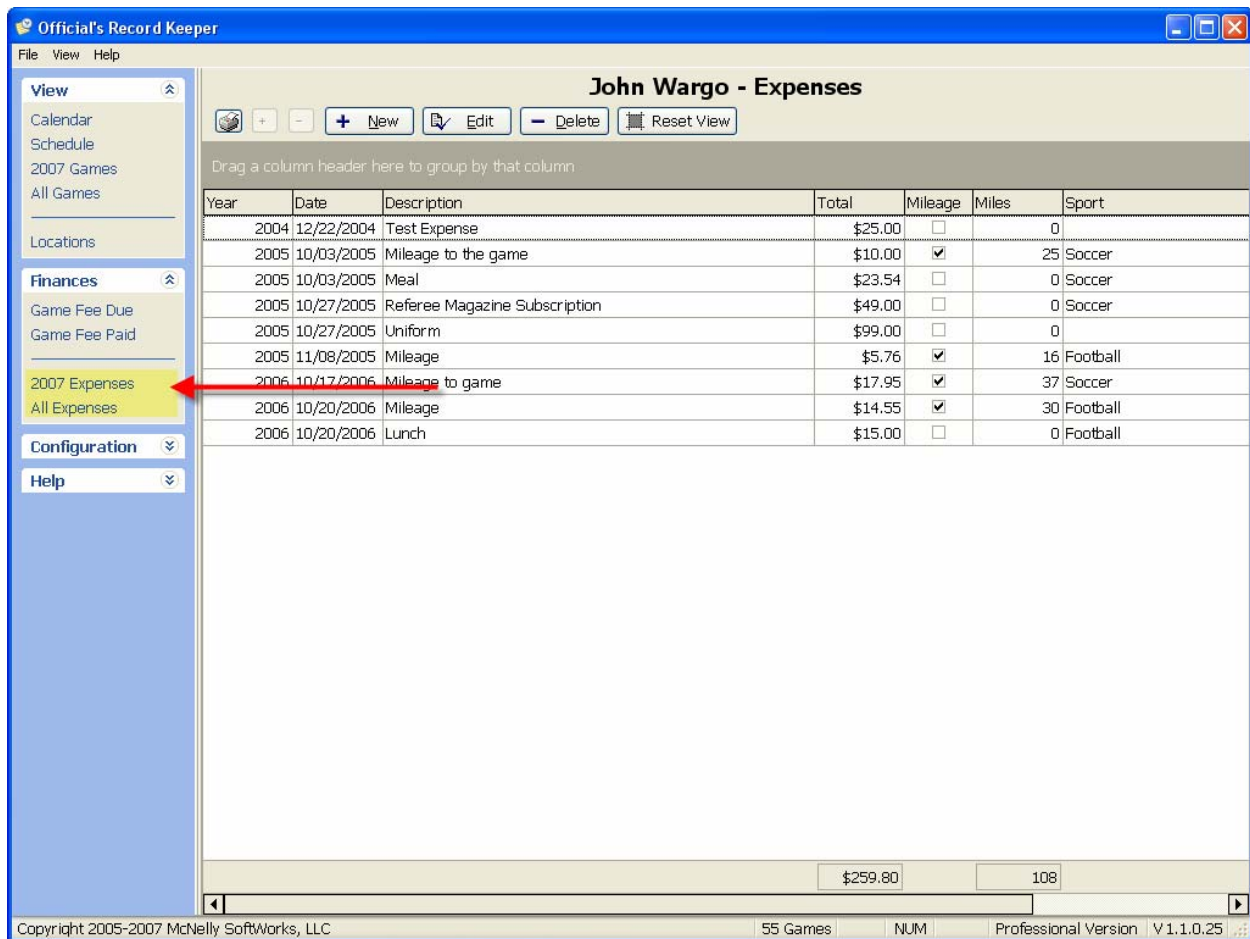 Official's Record Keeper
File View Help
View
Calendar
Schedule
2007 Games
All Games
Locations
Finances
Game Fee Due
Game Fee Paid
2007 Expenses
All Expenses
Configuration
Help
John Wargo - Expenses
+ - + New Edit - Delete Reset View
Drag a column header here to group by that column
Year Date Description Total Mileage Miles Sport
2004 12/22/2004 Test Expense $25.00 0
2005 10/03/2005 Mileage to the game $10.00 25 Soccer
2005 10/03/2005 Meal $23.54 0 Soccer
2005 10/27/2005 Referee Magazine Subscription $49.00 0 Soccer
2005 10/27/2005 Uniform $99.00 0
2005 11/08/2005 Mileage $5.76 16 Football
2006 10/17/2006 Mileage to game $17.95 37 Soccer
2006 10/20/2006 Mileage $14.55 30 Football
2006 10/20/2006 Lunch $15.00 0 Football
$259.80 108
Copyright 2005-2007 McNelly SoftWorks, LLC 55 Games NUM Professional Version V 1.1.0.25